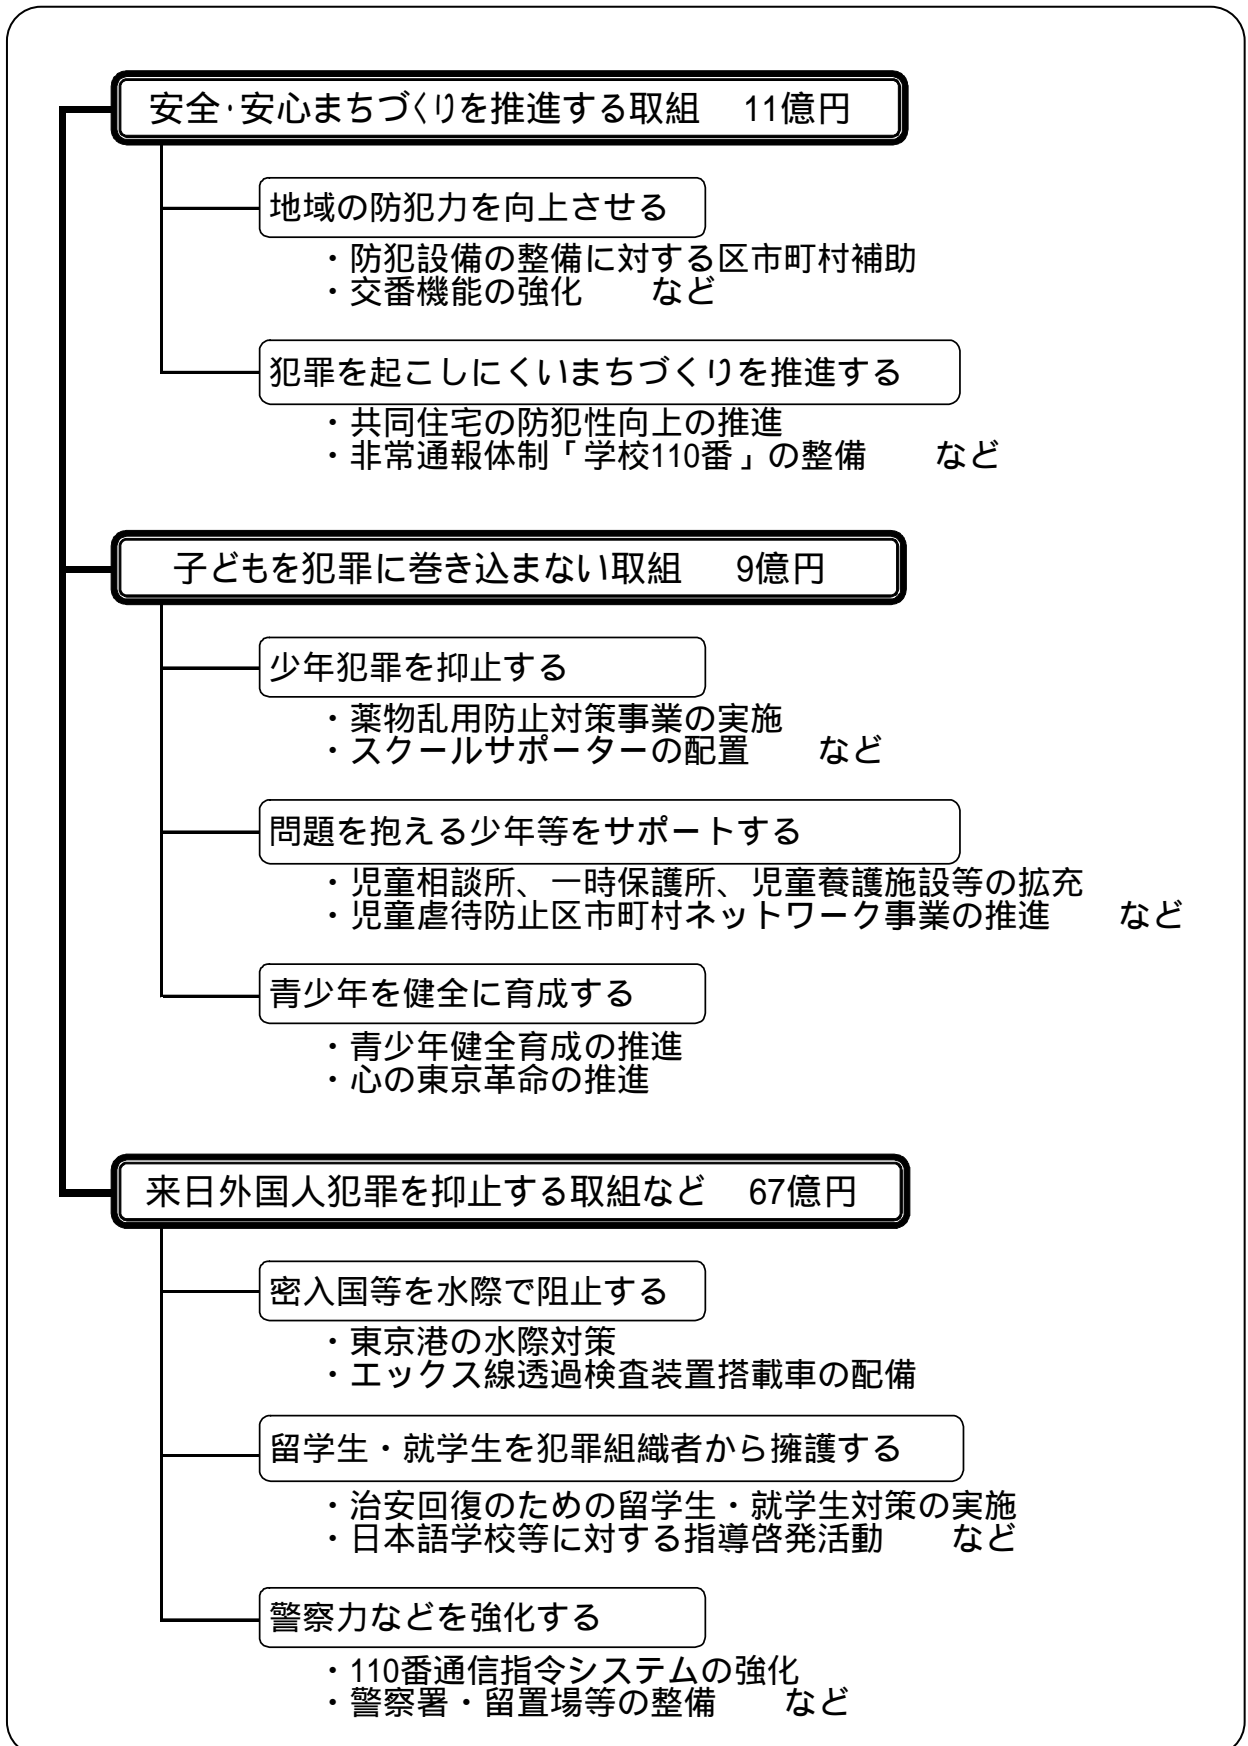 安全・安心まちづくりを推進する取組　11億円
地域の防犯力を向上させる
・防犯設備の整備に対する区市町村補助
・交番機能の強化　　など
犯罪を起こしにくいまちづくりを推進する
・共同住宅の防犯性向上の推進
・非常通報体制「学校110番」の整備　　など
子どもを犯罪に巻き込まない取組　9億円
少年犯罪を抑止する
・薬物乱用防止対策事業の実施
・スクールサポーターの配置　　など
問題を抱える少年等をサポートする
・児童相談所、一時保護所、児童養護施設等の拡充
・児童虐待防止区市町村ネットワーク事業の推進　　など
青少年を健全に育成する
・青少年健全育成の推進
・心の東京革命の推進
来日外国人犯罪を抑止する取組など　67億円
密入国等を水際で阻止する
・東京港の水際対策
・エックス線透過検査装置搭載車の配備
留学生・就学生を犯罪組織者から擁護する
・治安回復のための留学生・就学生対策の実施
・日本語学校等に対する指導啓発活動　　など
警察力などを強化する
・110番通信指令システムの強化
・警察署・留置場等の整備　　など